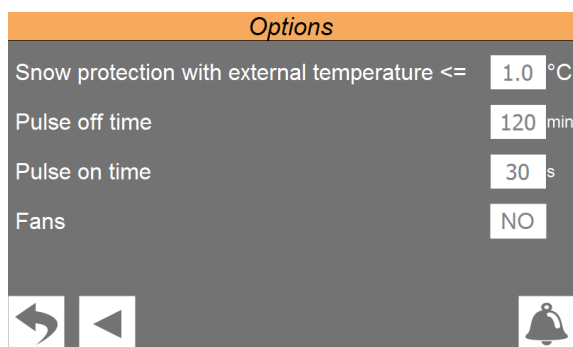 Options
Snow protection with external temperature <= 1.0 °C
Pulse off time 120 min
Pulse on time 30 s
Fans NO